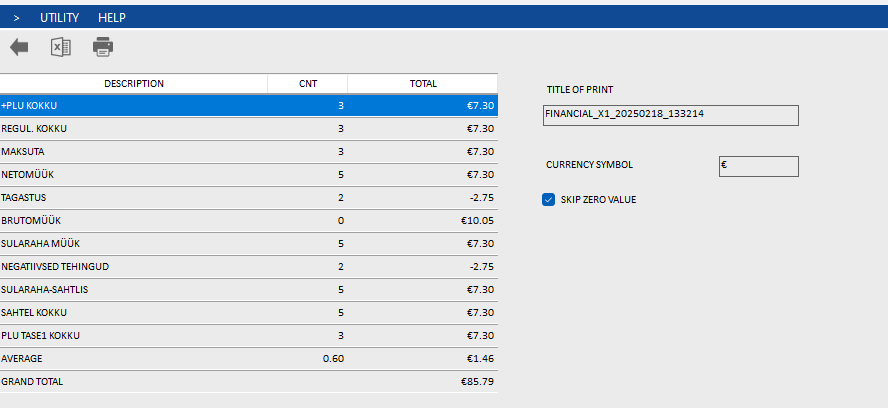 > UTILITY HELP
DESCRIPTION CNT TOTAL
+PLU KOKKU 3 €7.30
REGUL. KOKKU 3 €7.30
MAKSUTA 3 €7.30
NETOMÜÜK 5 €7.30
TAGASTUS 2 -2.75
BRUTOMÜÜK 0 €10.05
SULARAHA MÜÜK 5 €7.30
NEGATIIVSED TEHINGUD 2 -2.75
SULARAHA-SAHTLIS 5 €7.30
SAHTEL KOKKU 5 €7.30
PLU TASE1 KOKKU 3 €7.30
AVERAGE 0.60 €1.46
GRAND TOTAL €85.79
TITLE OF PRINT
FINANCIAL_X1_20250218_133214
CURRENCY SYMBOL €
SKIP ZERO VALUE